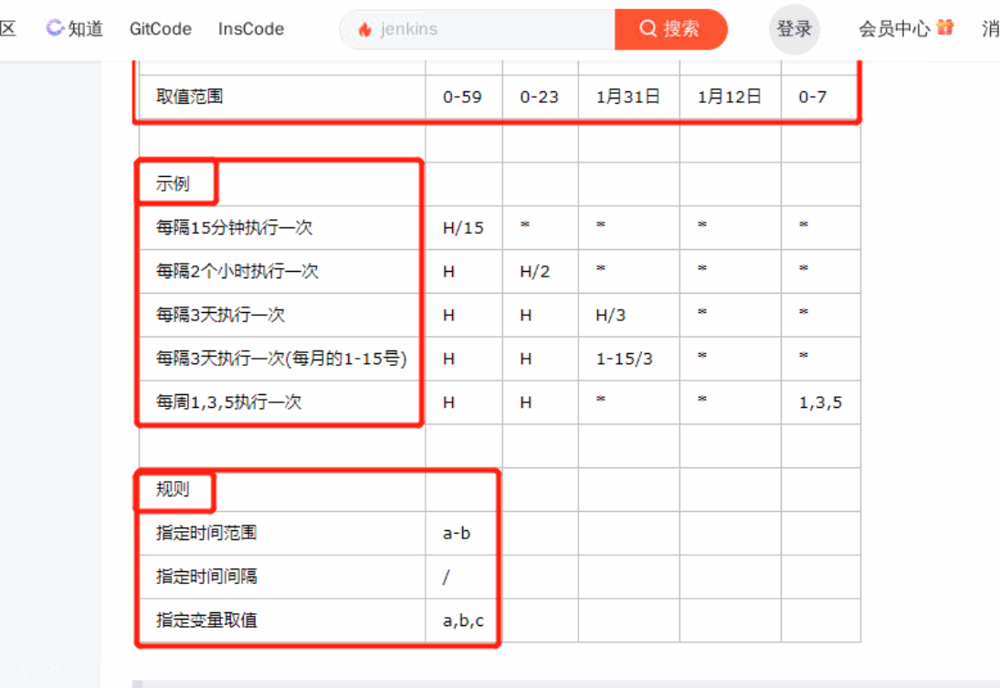 区 知道 GitCode InsCode jenkins 搜索 登录 会员中心 消
取值范围 0-59 0-23 1月31日 1月12日 0-7
示例
每隔15分钟执行一次 H/15 * * * *
每隔2个小时执行一次 H H/2 * * *
每隔3天执行一次 H H H/3 * *
每隔3天执行一次(每月的1-15号) H H 1-15/3 * *
每周1,3,5执行一次 H H * * 1,3,5
规则
指定时间范围 a-b
指定时间间隔 /
指定变量取值 a,b,c